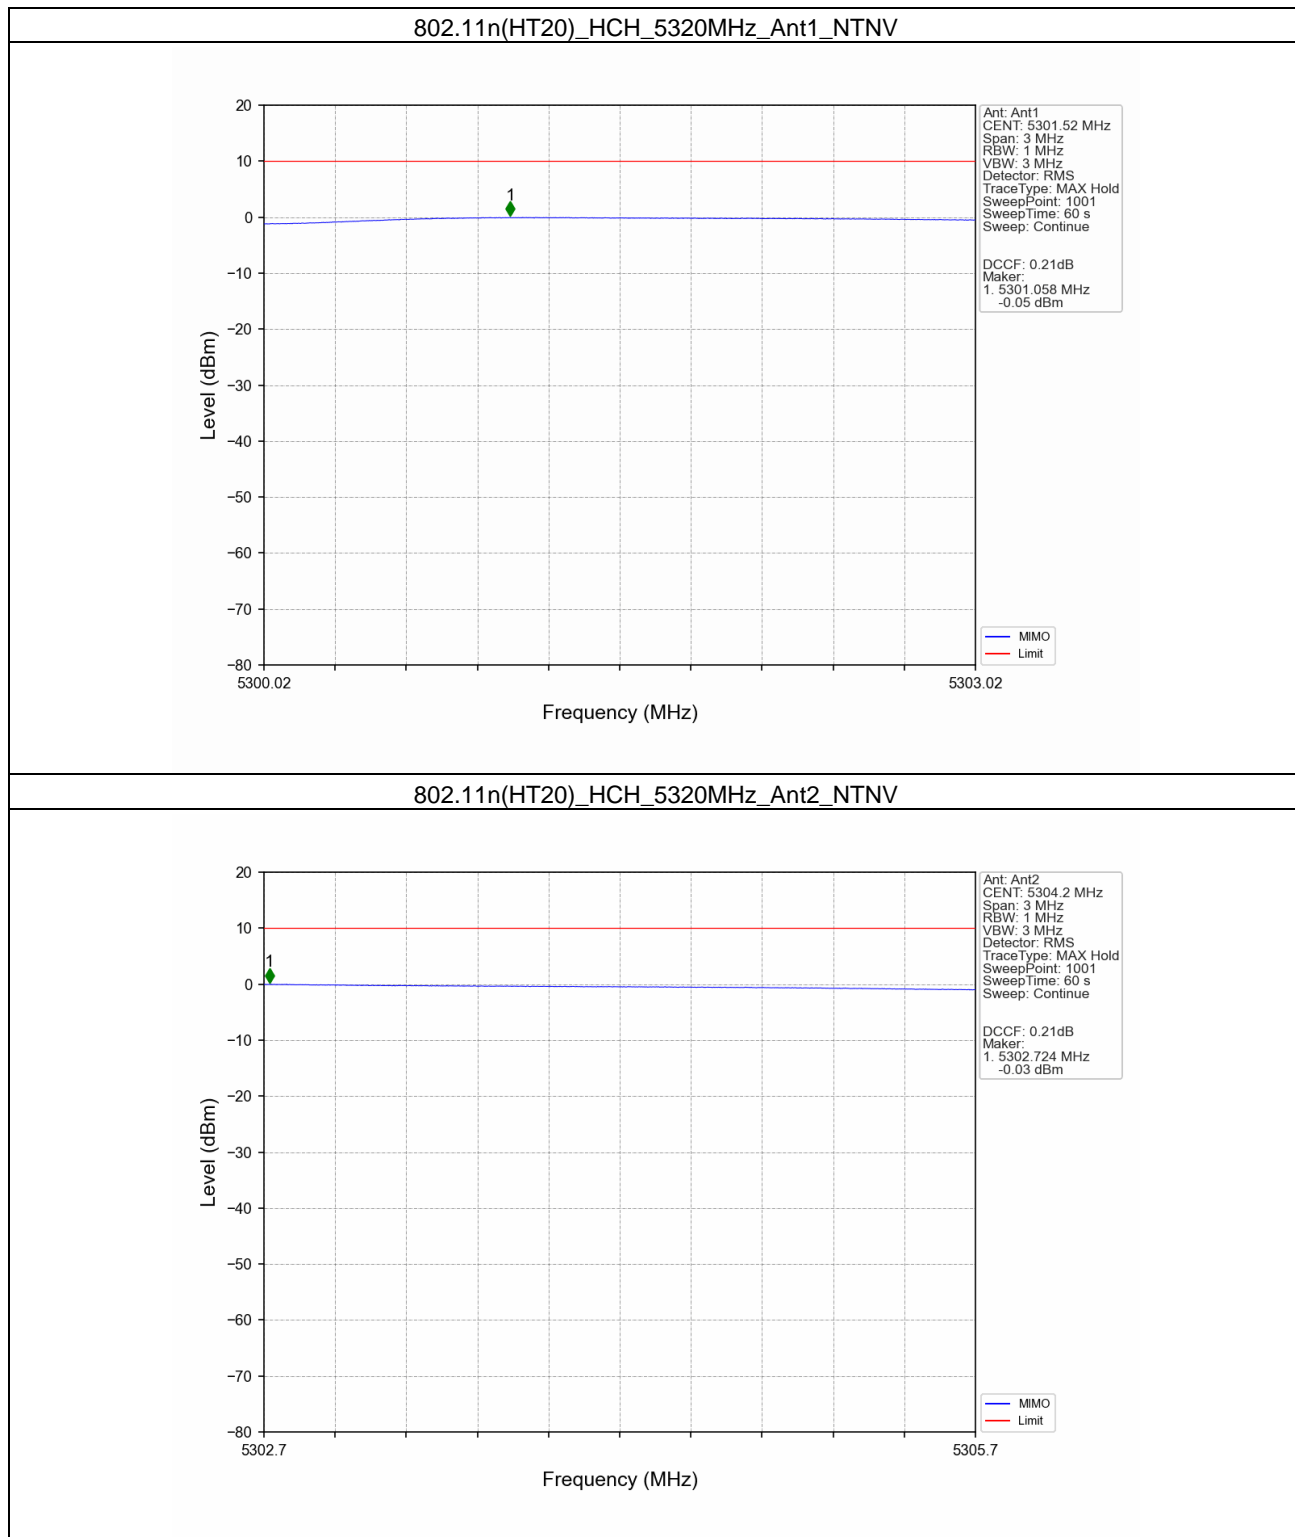 802.11n(HT20)_HCH_5320MHz_Ant1_NTNV
20
10
0
−10
−20
−30
−40
−50
−60
−70
−80
Level (dBm)
1
5300.02
5303.02
Frequency (MHz)
Ant: Ant1
CENT: 5301.52 MHz
Span: 3 MHz
RBW: 1 MHz
VBW: 3 MHz
Detector: RMS
TraceType: MAX Hold
SweepPoint: 1001
SweepTime: 60 s
Sweep: Continue
DCCF: 0.21dB
Maker:
1. 5301.058 MHz
-0.05 dBm
MIMO
Limit
802.11n(HT20)_HCH_5320MHz_Ant2_NTNV
20
10
0
−10
−20
−30
−40
−50
−60
−70
−80
Level (dBm)
1
5302.7
5305.7
Frequency (MHz)
Ant: Ant2
CENT: 5304.2 MHz
Span: 3 MHz
RBW: 1 MHz
VBW: 3 MHz
Detector: RMS
TraceType: MAX Hold
SweepPoint: 1001
SweepTime: 60 s
Sweep: Continue
DCCF: 0.21dB
Maker:
1. 5302.724 MHz
-0.03 dBm
MIMO
Limit